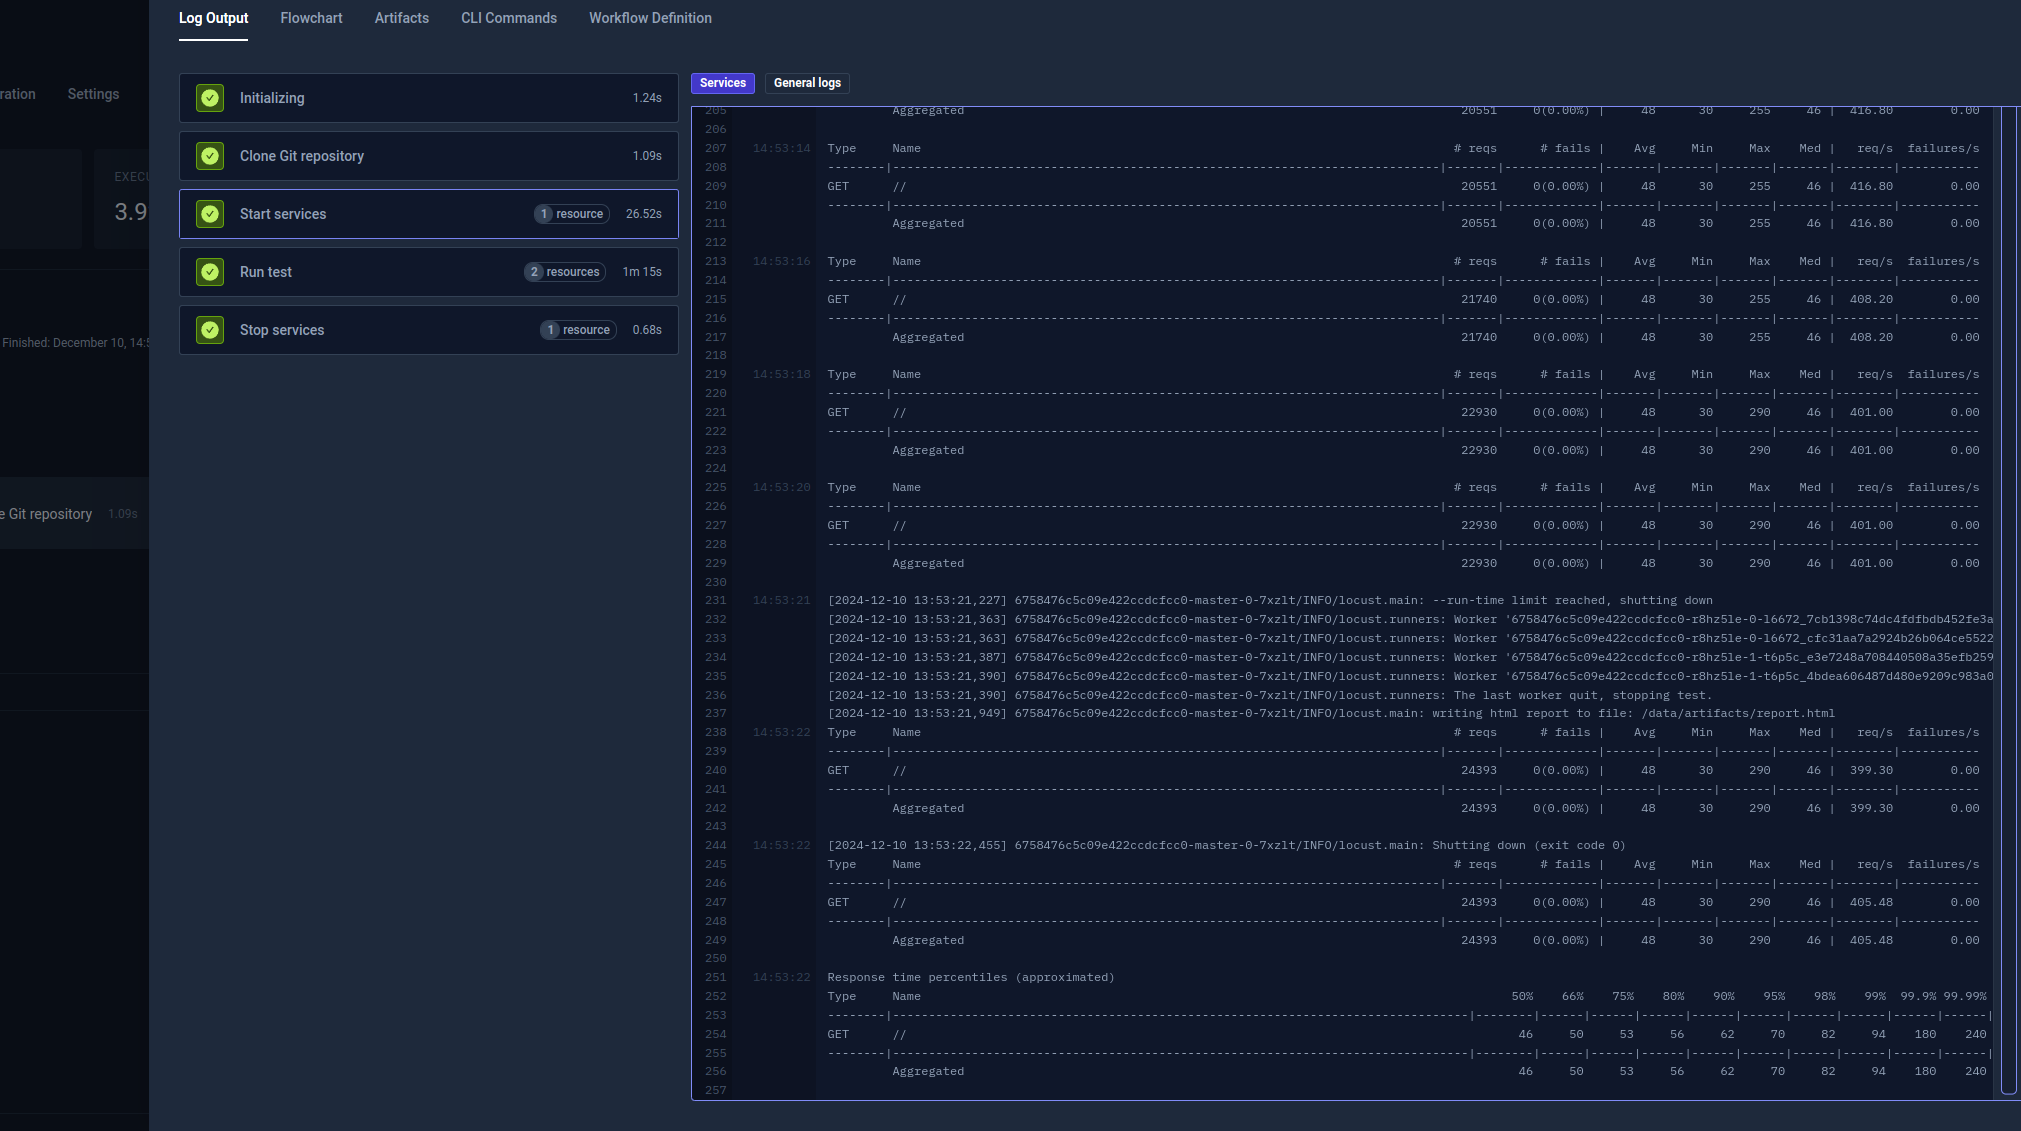 Log Output Flowchart Artifacts CLI Commands Workflow Definition
ration Settings
EXECU
3.9
Finished: December 10, 14:5
e Git repository 1.09s
Initializing 1.24s
Clone Git repository 1.09s
Start services 1 resource 26.52s
Run test 2 resources 1m 15s
Stop services 1 resource 0.68s
Services General logs
205 Aggregated 20551 0(0.00%) | 48 30 255 46 | 416.80 0.00
206
207 14:53:14 Type Name # reqs # fails | Avg Min Max Med | req/s failures/s
208 --------|----------------------------------------------------------------------------|-------|-------------|-------|-------|-------|-------|--------|-----------
209 GET // 20551 0(0.00%) | 48 30 255 46 | 416.80 0.00
210 --------|----------------------------------------------------------------------------|-------|-------------|-------|-------|-------|-------|--------|-----------
211 Aggregated 20551 0(0.00%) | 48 30 255 46 | 416.80 0.00
212
213 14:53:16 Type Name # reqs # fails | Avg Min Max Med | req/s failures/s
214 --------|----------------------------------------------------------------------------|-------|-------------|-------|-------|-------|-------|--------|-----------
215 GET // 21740 0(0.00%) | 48 30 255 46 | 408.20 0.00
216 --------|----------------------------------------------------------------------------|-------|-------------|-------|-------|-------|-------|--------|-----------
217 Aggregated 21740 0(0.00%) | 48 30 255 46 | 408.20 0.00
218
219 14:53:18 Type Name # reqs # fails | Avg Min Max Med | req/s failures/s
220 --------|----------------------------------------------------------------------------|-------|-------------|-------|-------|-------|-------|--------|-----------
221 GET // 22930 0(0.00%) | 48 30 290 46 | 401.00 0.00
222 --------|----------------------------------------------------------------------------|-------|-------------|-------|-------|-------|-------|--------|-----------
223 Aggregated 22930 0(0.00%) | 48 30 290 46 | 401.00 0.00
224
225 14:53:20 Type Name # reqs # fails | Avg Min Max Med | req/s failures/s
226 --------|----------------------------------------------------------------------------|-------|-------------|-------|-------|-------|-------|--------|-----------
227 GET // 22930 0(0.00%) | 48 30 290 46 | 401.00 0.00
228 --------|----------------------------------------------------------------------------|-------|-------------|-------|-------|-------|-------|--------|-----------
229 Aggregated 22930 0(0.00%) | 48 30 290 46 | 401.00 0.00
230
231 14:53:21 [2024-12-10 13:53:21,227] 6758476c5c09e422ccdcfcc0-master-0-7xzlt/INFO/locust.main: --run-time limit reached, shutting down
232 [2024-12-10 13:53:21,363] 6758476c5c09e422ccdcfcc0-master-0-7xzlt/INFO/locust.runners: Worker '6758476c5c09e422ccdcfcc0-r8hz5le-0-l6672_7cb1398c74dc4fdfbdb452fe3a
233 [2024-12-10 13:53:21,363] 6758476c5c09e422ccdcfcc0-master-0-7xzlt/INFO/locust.runners: Worker '6758476c5c09e422ccdcfcc0-r8hz5le-0-l6672_cfc31aa7a2924b26b064ce5522
234 [2024-12-10 13:53:21,387] 6758476c5c09e422ccdcfcc0-master-0-7xzlt/INFO/locust.runners: Worker '6758476c5c09e422ccdcfcc0-r8hz5le-1-t6p5c_e3e7248a708440508a35efb259
235 [2024-12-10 13:53:21,390] 6758476c5c09e422ccdcfcc0-master-0-7xzlt/INFO/locust.runners: Worker '6758476c5c09e422ccdcfcc0-r8hz5le-1-t6p5c_4bdea606487d480e9209c983a0
236 [2024-12-10 13:53:21,390] 6758476c5c09e422ccdcfcc0-master-0-7xzlt/INFO/locust.runners: The last worker quit, stopping test.
237 [2024-12-10 13:53:21,949] 6758476c5c09e422ccdcfcc0-master-0-7xzlt/INFO/locust.main: writing html report to file: /data/artifacts/report.html
238 14:53:22 Type Name # reqs # fails | Avg Min Max Med | req/s failures/s
239 --------|----------------------------------------------------------------------------|-------|-------------|-------|-------|-------|-------|--------|-----------
240 GET // 24393 0(0.00%) | 48 30 290 46 | 399.30 0.00
241 --------|----------------------------------------------------------------------------|-------|-------------|-------|-------|-------|-------|--------|-----------
242 Aggregated 24393 0(0.00%) | 48 30 290 46 | 399.30 0.00
243
244 14:53:22 [2024-12-10 13:53:22,455] 6758476c5c09e422ccdcfcc0-master-0-7xzlt/INFO/locust.main: Shutting down (exit code 0)
245 Type Name # reqs # fails | Avg Min Max Med | req/s failures/s
246 --------|----------------------------------------------------------------------------|-------|-------------|-------|-------|-------|-------|--------|-----------
247 GET // 24393 0(0.00%) | 48 30 290 46 | 405.48 0.00
248 --------|----------------------------------------------------------------------------|-------|-------------|-------|-------|-------|-------|--------|-----------
249 Aggregated 24393 0(0.00%) | 48 30 290 46 | 405.48 0.00
250
251 14:53:22 Response time percentiles (approximated)
252 Type Name 50% 66% 75% 80% 90% 95% 98% 99% 99.9% 99.99%
253 --------|--------------------------------------------------------------------------------|--------|------|------|------|------|------|------|------|------|------|
254 GET // 46 50 53 56 62 70 82 94 180 240
255 --------|--------------------------------------------------------------------------------|--------|------|------|------|------|------|------|------|------|------|
256 Aggregated 46 50 53 56 62 70 82 94 180 240
257